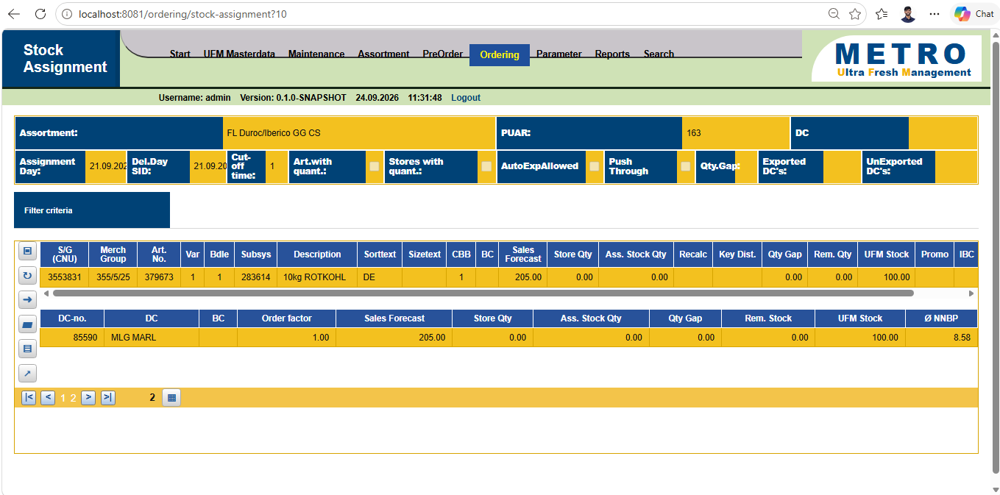 localhost:8081/ordering/stock-assignment?10
Chat
Stock
Assignment
Start UFM Masterdata Maintenance Assortment PreOrder Ordering Parameter Reports Search
METRO
Ultra Fresh Management
Username: admin Version: 0.1.0-SNAPSHOT 24.09.2026 11:31:48 Logout
Assortment: FL Duroc/Iberico GG CS PUAR: 163 DC
Assignment Day: 21.09.202 Del.Day SID: 21.09.20 Cut-off time: 1 Art.with quant.: Stores with quant.: AutoExpAllowed Push Through Qty.Gap: Exported DC's: UnExported DC's:
Filter criteria
S/G (CNU) Merch Group Art. No. Var Bdle Subsys Description Sorttext Sizetext CBB BC Sales Forecast Store Qty Ass. Stock Qty Recalc Key Dist. Qty Gap Rem. Qty UFM Stock Promo IBC
3553831 355/5/25 379673 1 1 283614 10kg ROTKOHL DE 1 205.00 0.00 0.00 0.00 0.00 100.00
DC-no. DC BC Order factor Sales Forecast Store Qty Ass. Stock Qty Qty Gap Rem. Stock UFM Stock Ø NNBP
85590 MLG MARL 1.00 205.00 0.00 0.00 0.00 0.00 100.00 8.58
|< < 1 2 > >| 2